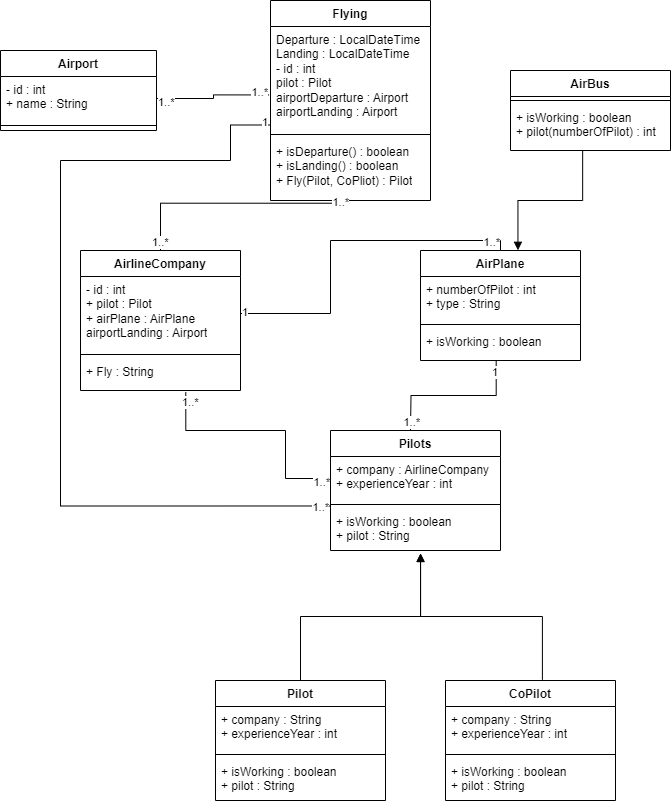 Flying
Departure : LocalDateTime
Landing : LocalDateTime
- id : int
pilot : Pilot
airportDeparture : Airport
airportLanding : Airport
+ isDeparture() : boolean
+ isLanding() : boolean
+ Fly(Pilot, CoPliot) : Pilot
Airport
- id : int
+ name : String
1..*
1..*
1
1..*
AirBus
+ isWorking : boolean
+ pilot(numberOfPilot) : int
1..*
1..*
AirlineCompany
- id : int
+ pilot : Pilot
+ airPlane : AirPlane
airportLanding : Airport
+ Fly : String
1
AirPlane
+ numberOfPilot : int
+ type : String
+ isWorking : boolean
1
1..*
1..*
Pilots
+ company : AirlineCompany
+ experienceYear : int
+ isWorking : boolean
+ pilot : String
1..*
1..*
Pilot
+ company : String
+ experienceYear : int
+ isWorking : boolean
+ pilot : String
CoPilot
+ company : String
+ experienceYear : int
+ isWorking : boolean
+ pilot : String